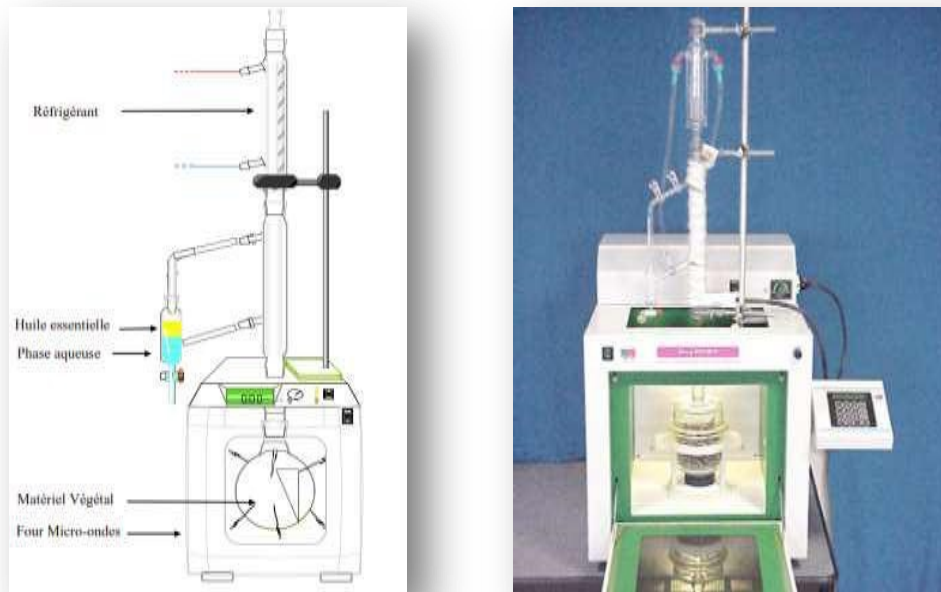 Réfrigérant
Huile essentielle
Phase aqueuse
Matériel Végétal
Four Micro-ondes